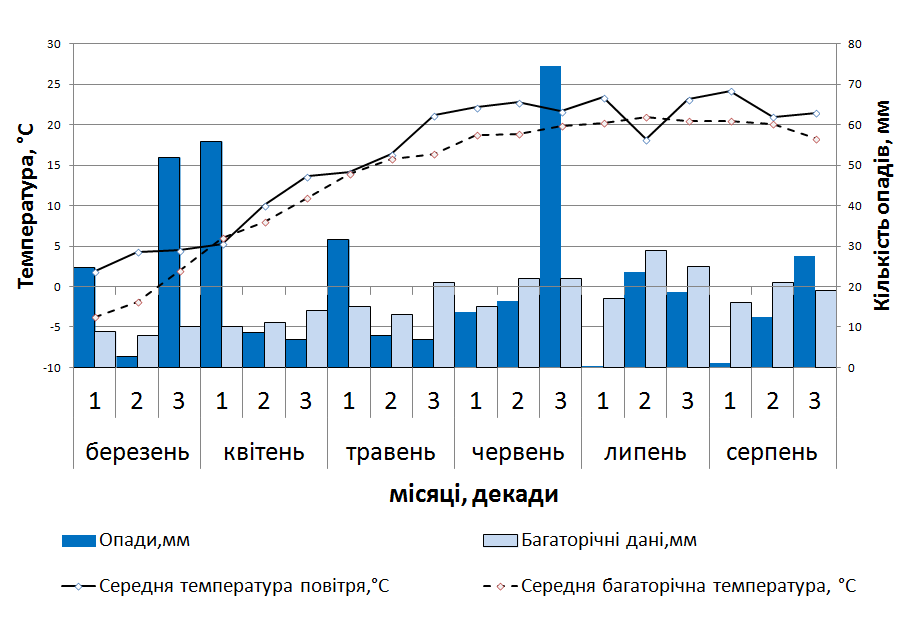 30
25
20
15
10
5
0
-5
-10
Температура, °С
80
70
60
50
40
30
20
10
0
Кількість опадів, мм
1 2 3 1 2 3 1 2 3 1 2 3 1 2 3 1 2 3
березень квітень травень червень липень серпень
місяці, декади
Опади,мм
Багаторічні дані,мм
Середня температура повітря,°С
Середня багаторічна температура, °С